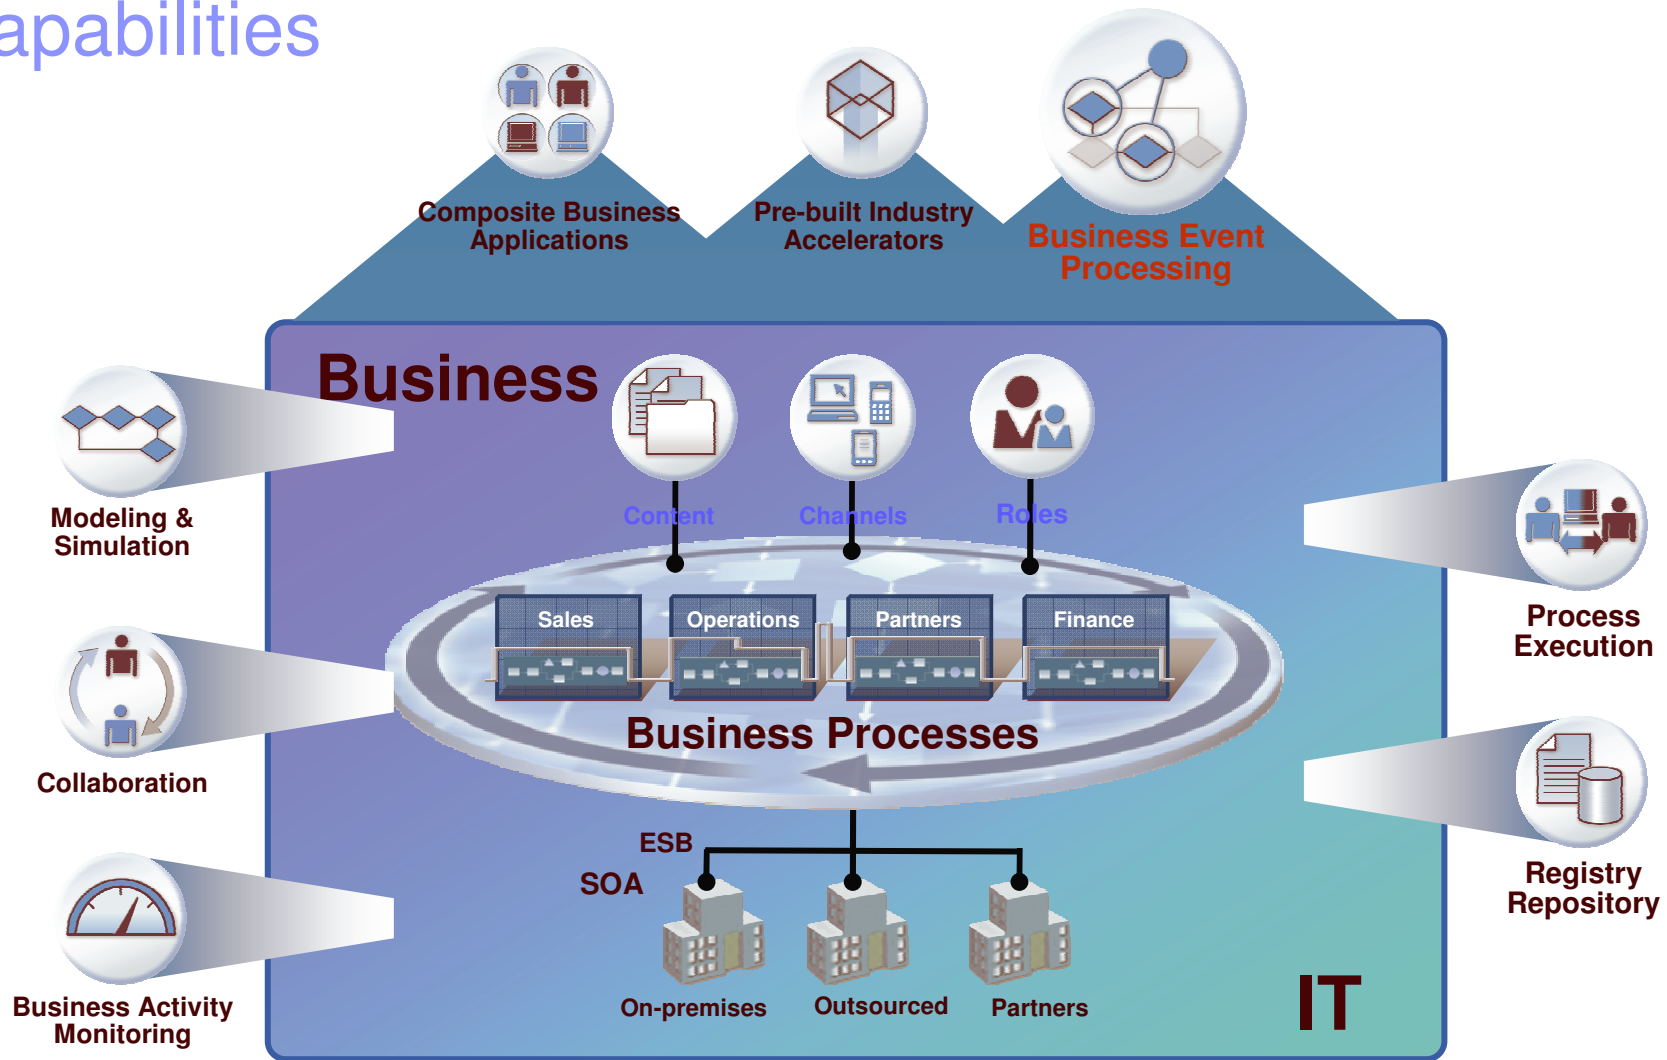 apabilities
Composite Business
Applications
Pre-built Industry
Accelerators
Business Event
Processing
Business
Modeling &
Simulation
Content
Channels
Roles
Process
Execution
Sales
Operations
Partners
Finance
Business Processes
Collaboration
ESB
SOA
Registry
Repository
On-premises
Outsourced
Partners
IT
Business Activity
Monitoring